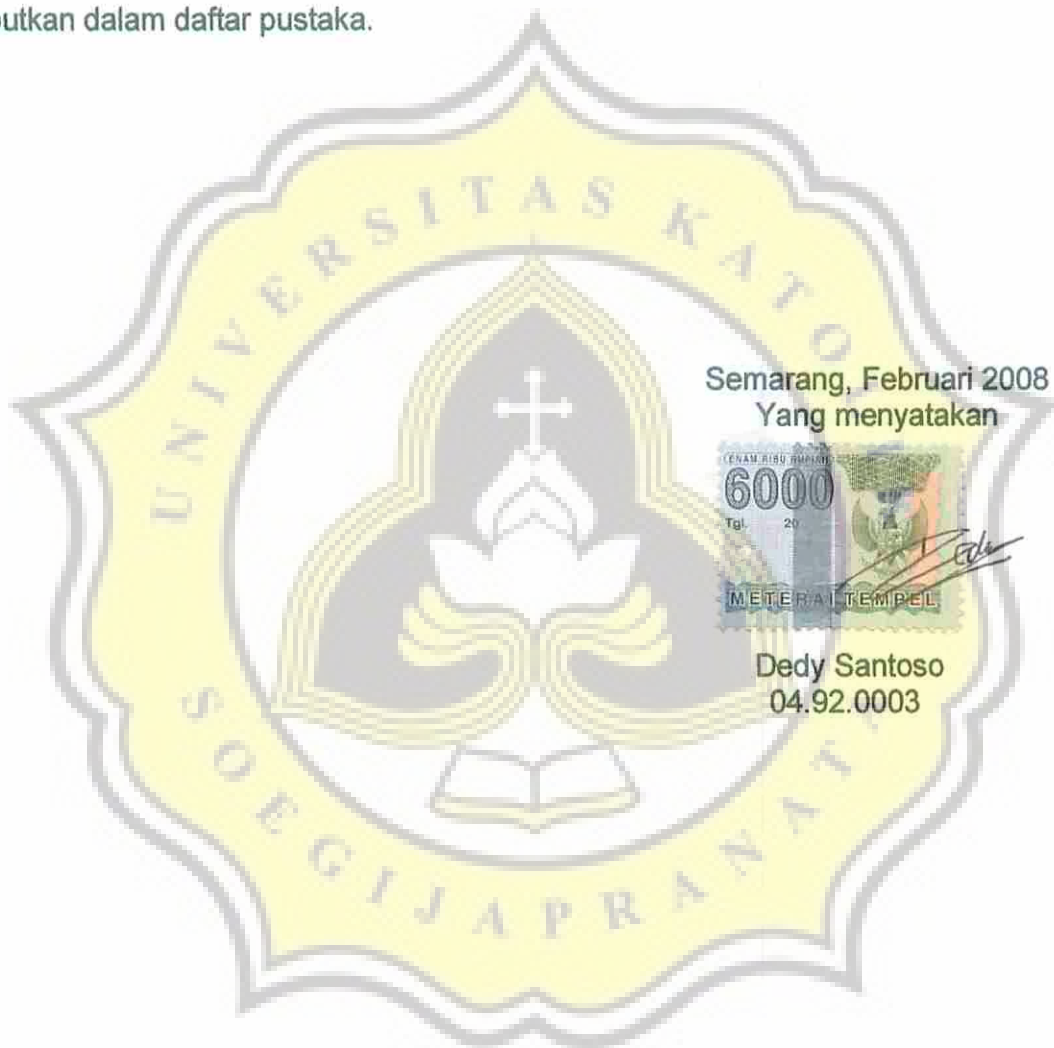 utkan dalam daftar pustaka.
UNIVERSITAS KATO
Semarang, Februari 2008
Yang menyatakan
ENAM RIBU RUPIAH
6000
Tgl. 20
METERAI TEMPEL
Dedy Santoso
04.92.0003
SOEGIJAPRANATA